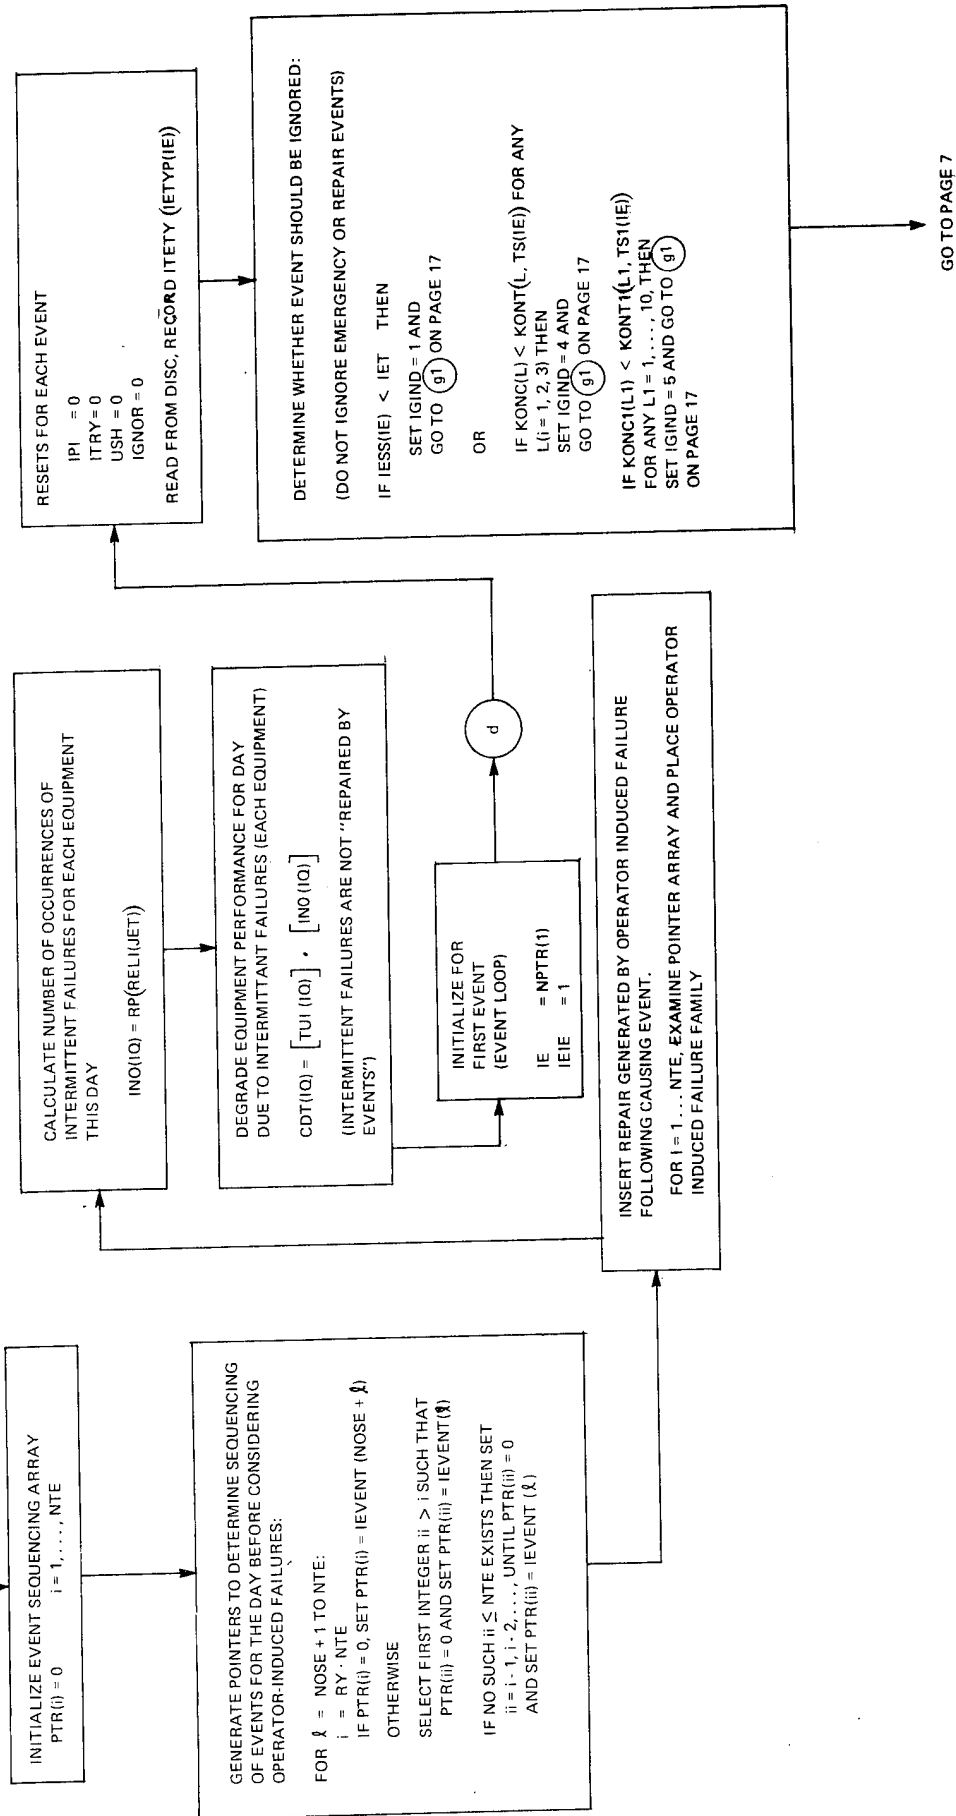 INITIALIZE EVENT SEQUENCING ARRAY
PTR(i) = 0 i = 1, . . . , NTE
GENERATE POINTERS TO DETERMINE SEQUENCING
OF EVENTS FOR THE DAY BEFORE CONSIDERING
OPERATOR-INDUCED FAILURES:
FOR ℓ = NOSE + 1 TO NTE:
i = RY · NTE
IF PTR(i) = 0, SET PTR(i) = IEVENT (NOSE + ℓ)
OTHERWISE
SELECT FIRST INTEGER ii > i SUCH THAT
PTR(ii) = 0 AND SET PTR(ii) = IEVENT(ℓ)
IF NO SUCH ii ≤ NTE EXISTS THEN SET
ii = i - 1, i - 2, . . . , UNTIL PTR(ii) = 0
AND SET PTR(ii) = IEVENT (ℓ)
INSERT REPAIR GENERATED BY OPERATOR INDUCED FAILURE
FOLLOWING CAUSING EVENT.
FOR I = 1 . . . NTE, EXAMINE POINTER ARRAY AND PLACE OPERATOR
INDUCED FAILURE FAMILY
CALCULATE NUMBER OF OCCURRENCES OF
INTERMITTENT FAILURES FOR EACH EQUIPMENT
THIS DAY
INO(IQ) = RP(RELI(JET))
DEGRADE EQUIPMENT PERFORMANCE FOR DAY
DUE TO INTERMITTANT FAILURES (EACH EQUIPMENT)
CDT(IQ) = [TUI (IQ)] · [INO (IQ)]
(INTERMITTENT FAILURES ARE NOT "REPAIRED BY
EVENTS")
INITIALIZE FOR
FIRST EVENT
(EVENT LOOP)
IE = NPTR(1)
IEIE = 1
d
RESETS FOR EACH EVENT
IPI = 0
ITRY = 0
USH = 0
IGNOR = 0
READ FROM DISC, RECORD ITETY (IETYP(IE))
DETERMINE WHETHER EVENT SHOULD BE IGNORED:
(DO NOT IGNORE EMERGENCY OR REPAIR EVENTS)
IF IESS(IE) < IET THEN
SET IGIND = 1 AND
GO TO g1 ON PAGE 17
OR
IF KONC(L) < KONT(L, TS(IE)) FOR ANY
L(i = 1, 2, 3) THEN
SET IGIND = 4 AND
GO TO g1 ON PAGE 17
IF KONC1(L1) < KONT1(L1, TS1(IE))
FOR ANY L1 = 1, . . . , 10, THEN
SET IGIND = 5 AND GO TO g1
ON PAGE 17
GO TO PAGE 7